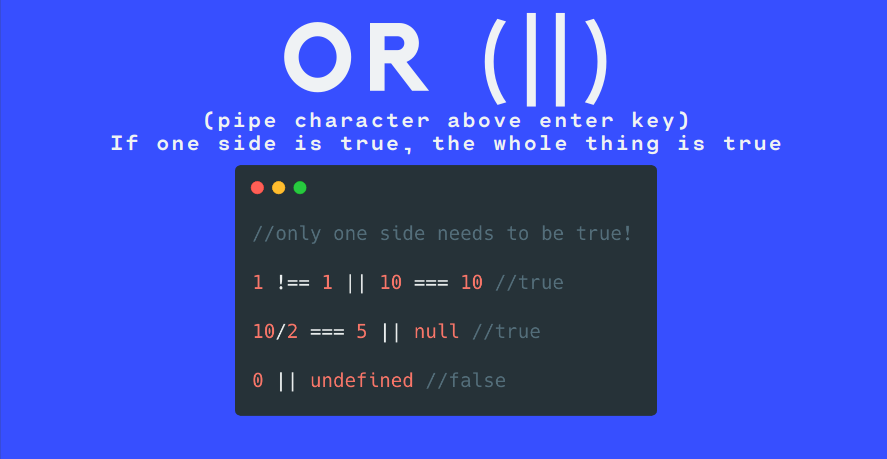 OR (||)
(pipe character above enter key)
If one side is true, the whole thing is true
//only one side needs to be true!
1 !== 1 || 10 === 10 //true
10/2 === 5 || null //true
0 || undefined //false